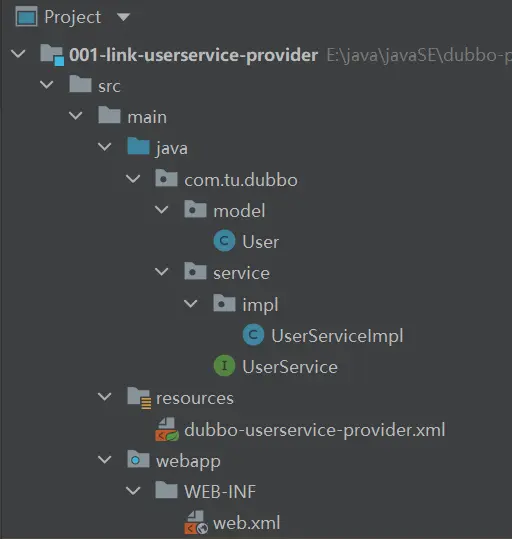 Project
001-link-userservice-provider E:\java\javaSE\dubbo-p
src
main
java
com.tu.dubbo
model
C User
service
impl
C UserServiceImpl
I UserService
resources
dubbo-userservice-provider.xml
webapp
WEB-INF
web.xml